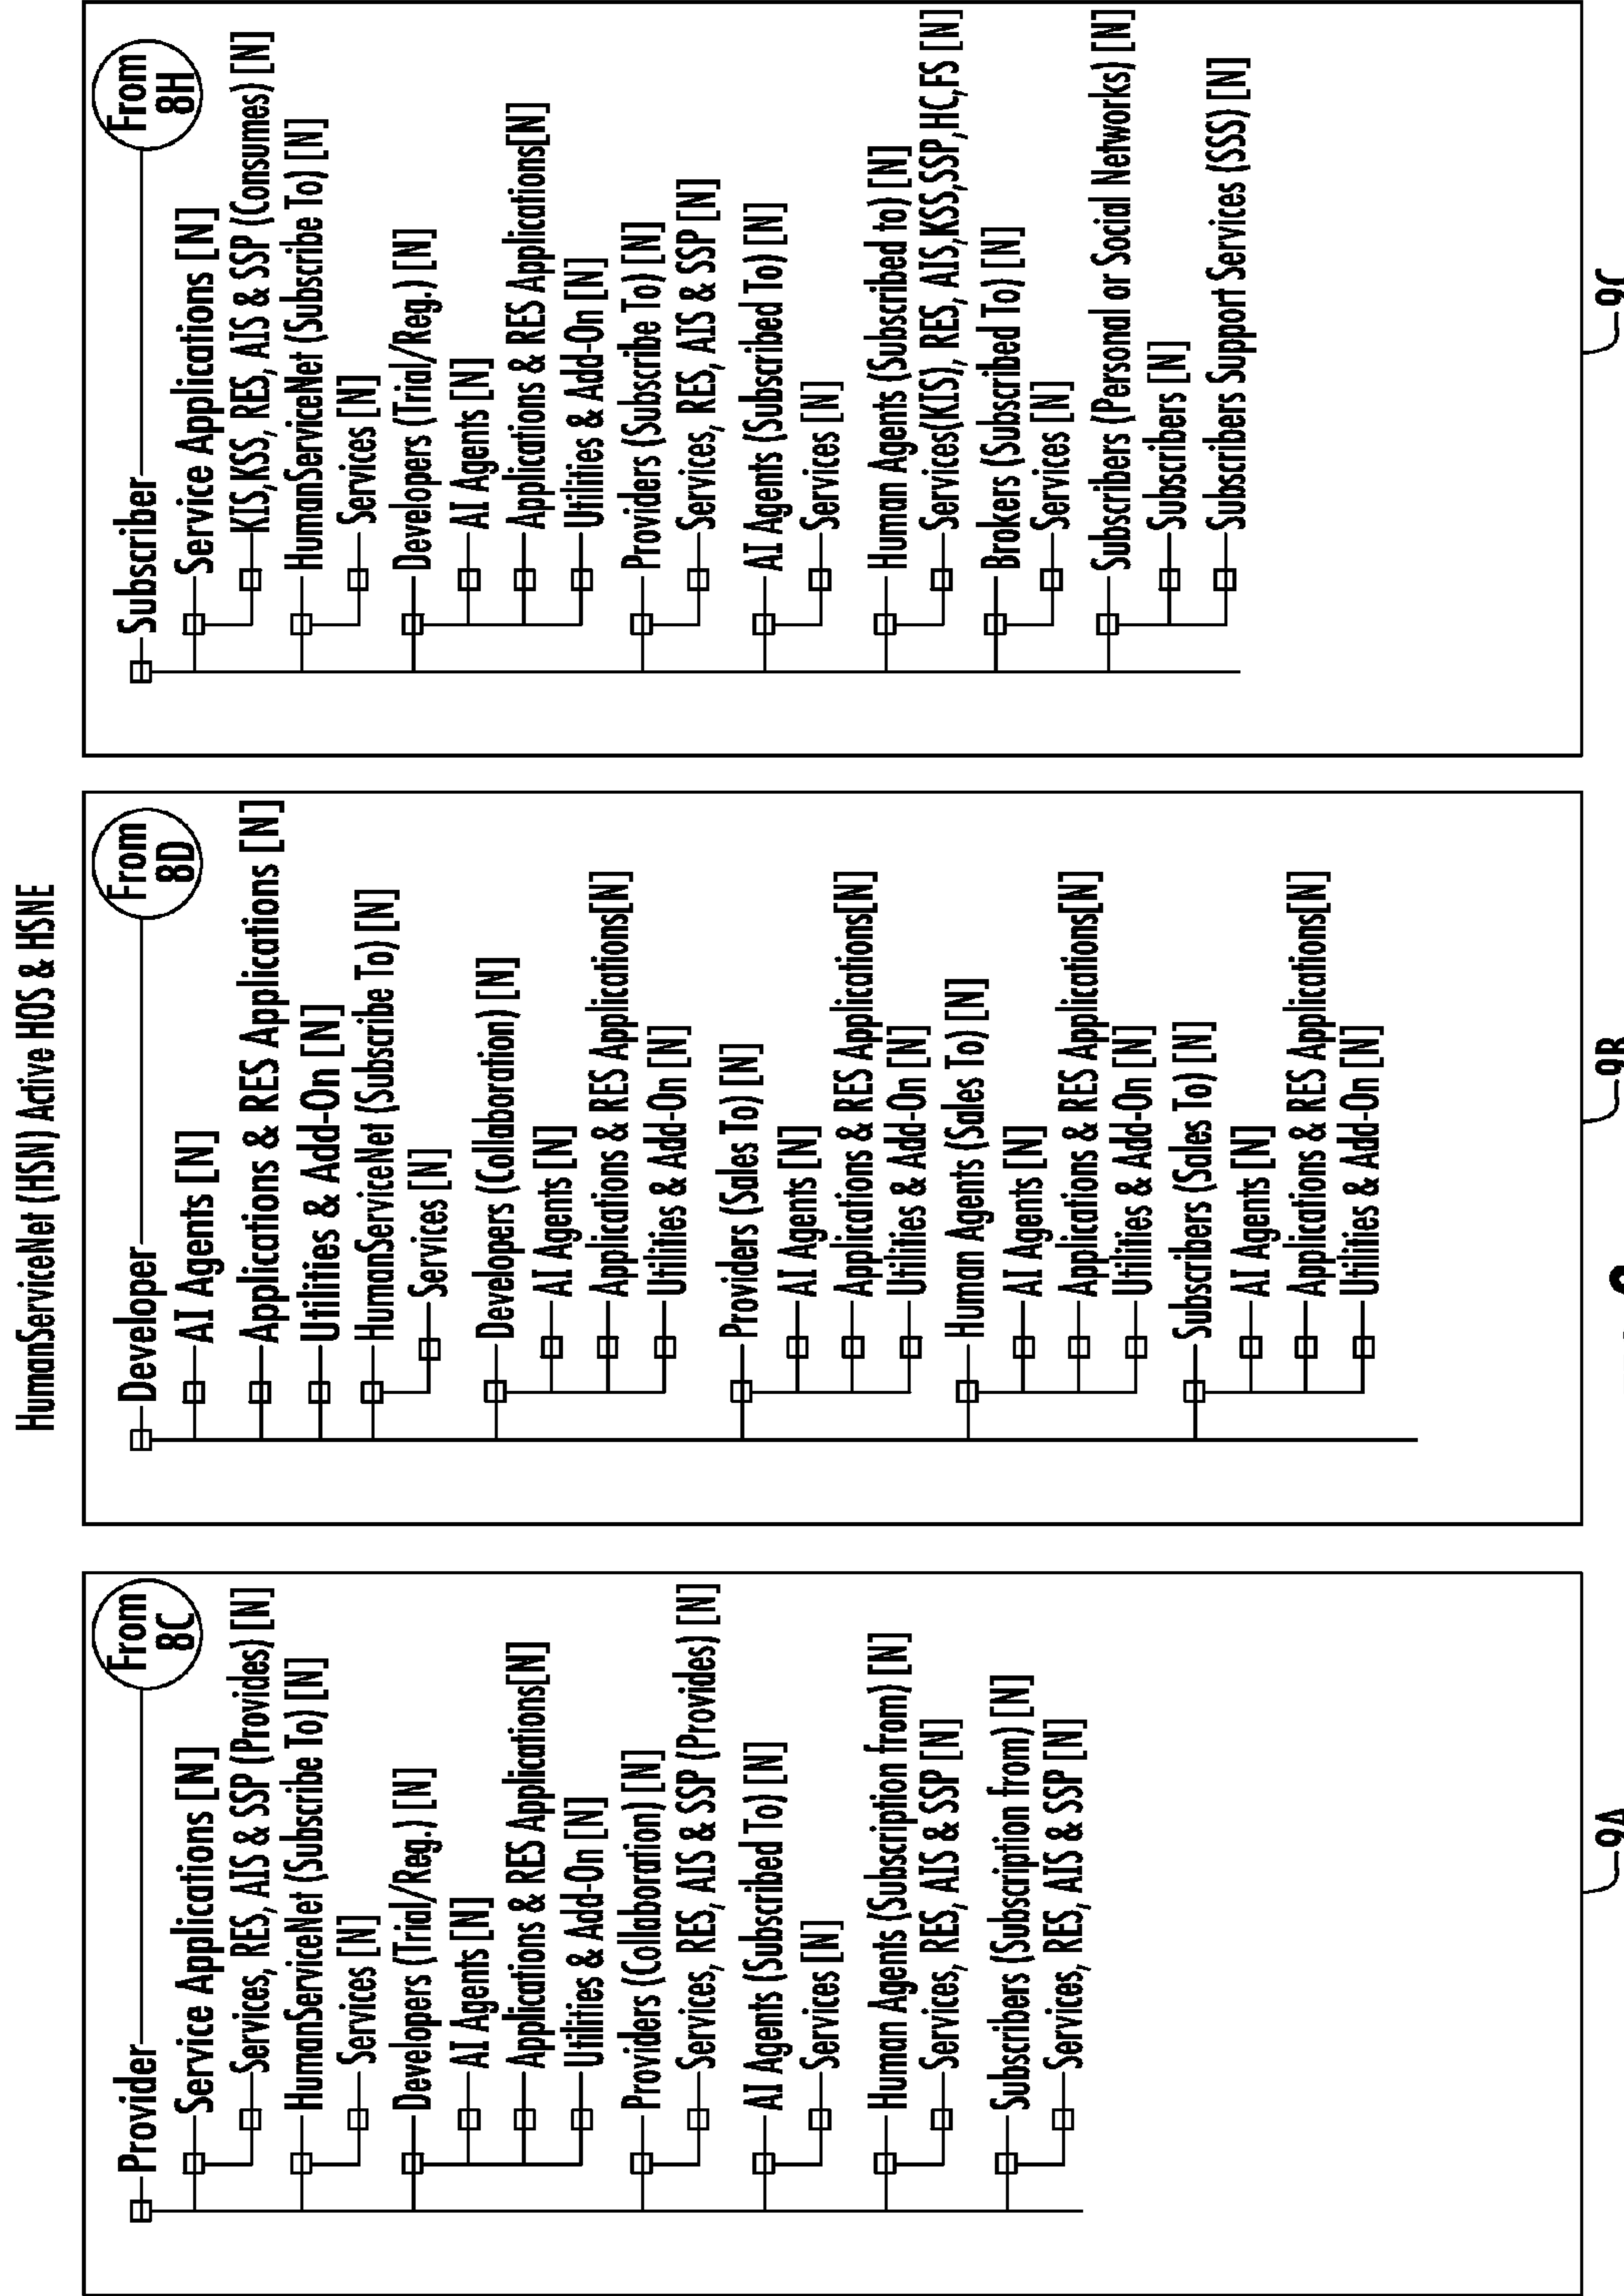 HumanServiceNet (HSN) Active HOS & HSNE
Provider
From
8C
Service Applications [N]
Services, RES, AIS & SSP (Provides) [N]
HumanServiceNet (Subscribe To) [N]
Services [N]
Developers (Trial/Reg.) [N]
AI Agents [N]
Applications & RES Applications[N]
Utilities & Add-On [N]
Providers (Collaboration) [N]
Services, RES, AIS & SSP (Provides) [N]
AI Agents (Subscribed To) [N]
Services [N]
Human Agents (Subscription from) [N]
Services, RES, AIS & SSP [N]
Subscribers (Subscription from) [N]
Services, RES, AIS & SSP [N]
9A
Developer
From
8D
AI Agents [N]
Applications & RES Applications [N]
Utilities & Add-On [N]
HumanServiceNet (Subscribe To) [N]
Services [N]
Developers (Collaboration) [N]
AI Agents [N]
Applications & RES Applications[N]
Utilities & Add-On [N]
Providers (Sales To) [N]
AI Agents [N]
Applications & RES Applications[N]
Utilities & Add-On [N]
Human Agents (Sales To) [N]
AI Agents [N]
Applications & RES Applications[N]
Utilities & Add-On [N]
Subscribers (Sales To) [N]
AI Agents [N]
Applications & RES Applications[N]
Utilities & Add-On [N]
9B
Subscriber
From
8H
Service Applications [N]
KIS,KSS, RES, AIS & SSP (Consumes) [N]
HumanServiceNet (Subscribe To) [N]
Services [N]
Developers (Trial/Reg.) [N]
AI Agents [N]
Applications & RES Applications[N]
Utilities & Add-On [N]
Providers (Subscribe To) [N]
Services, RES, AIS & SSP [N]
AI Agents (Subscribed To) [N]
Services [N]
Human Agents (Subscribed to) [N]
Services(KIS), RES, AIS,KSS,SSP,HC,FS [N]
Brokers (Subscribed To) [N]
Services [N]
Subscribers (Personal or Social Networks) [N]
Subscribers [N]
Subscribers Support Services (SSS) [N]
9C